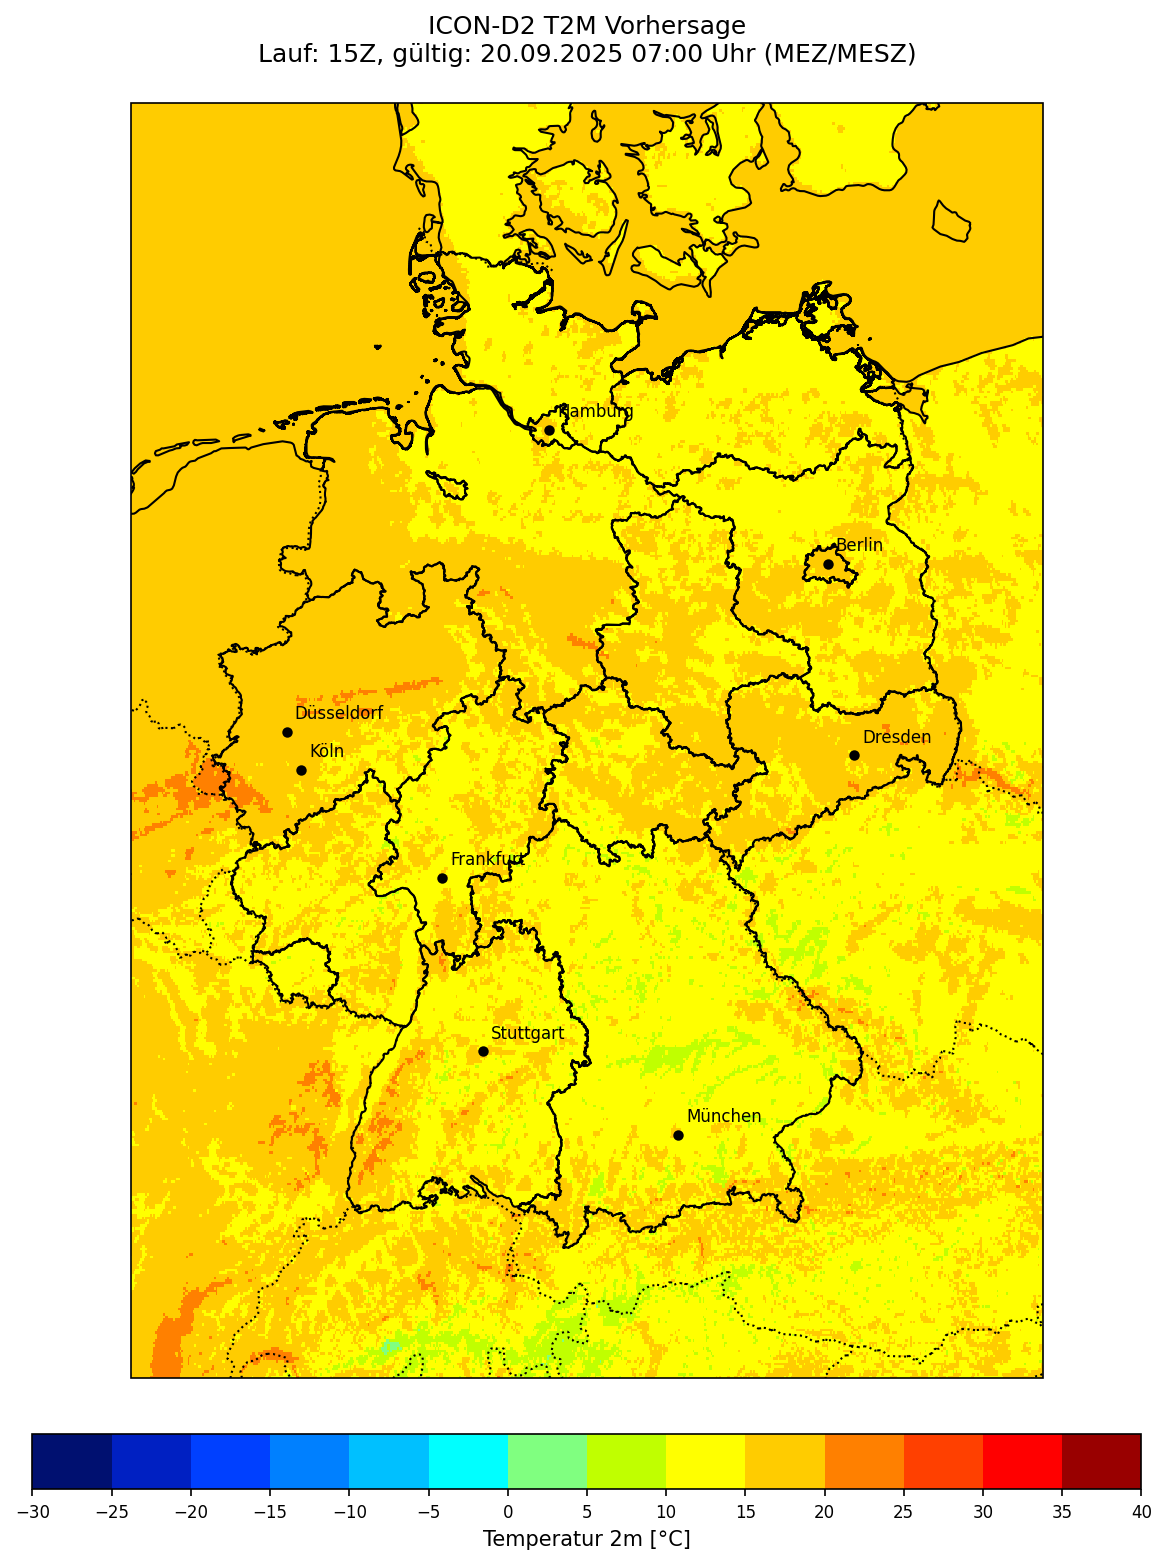 ICON-D2 T2M Vorhersage
Lauf: 15Z, gültig: 20.09.2025 07:00 Uhr (MEZ/MESZ)
Hamburg
Berlin
Düsseldorf
Dresden
Köln
Frankfurt
Stuttgart
München
−30 −25 −20 −15 −10 −5 0 5 10 15 20 25 30 35 40
Temperatur 2m [°C]